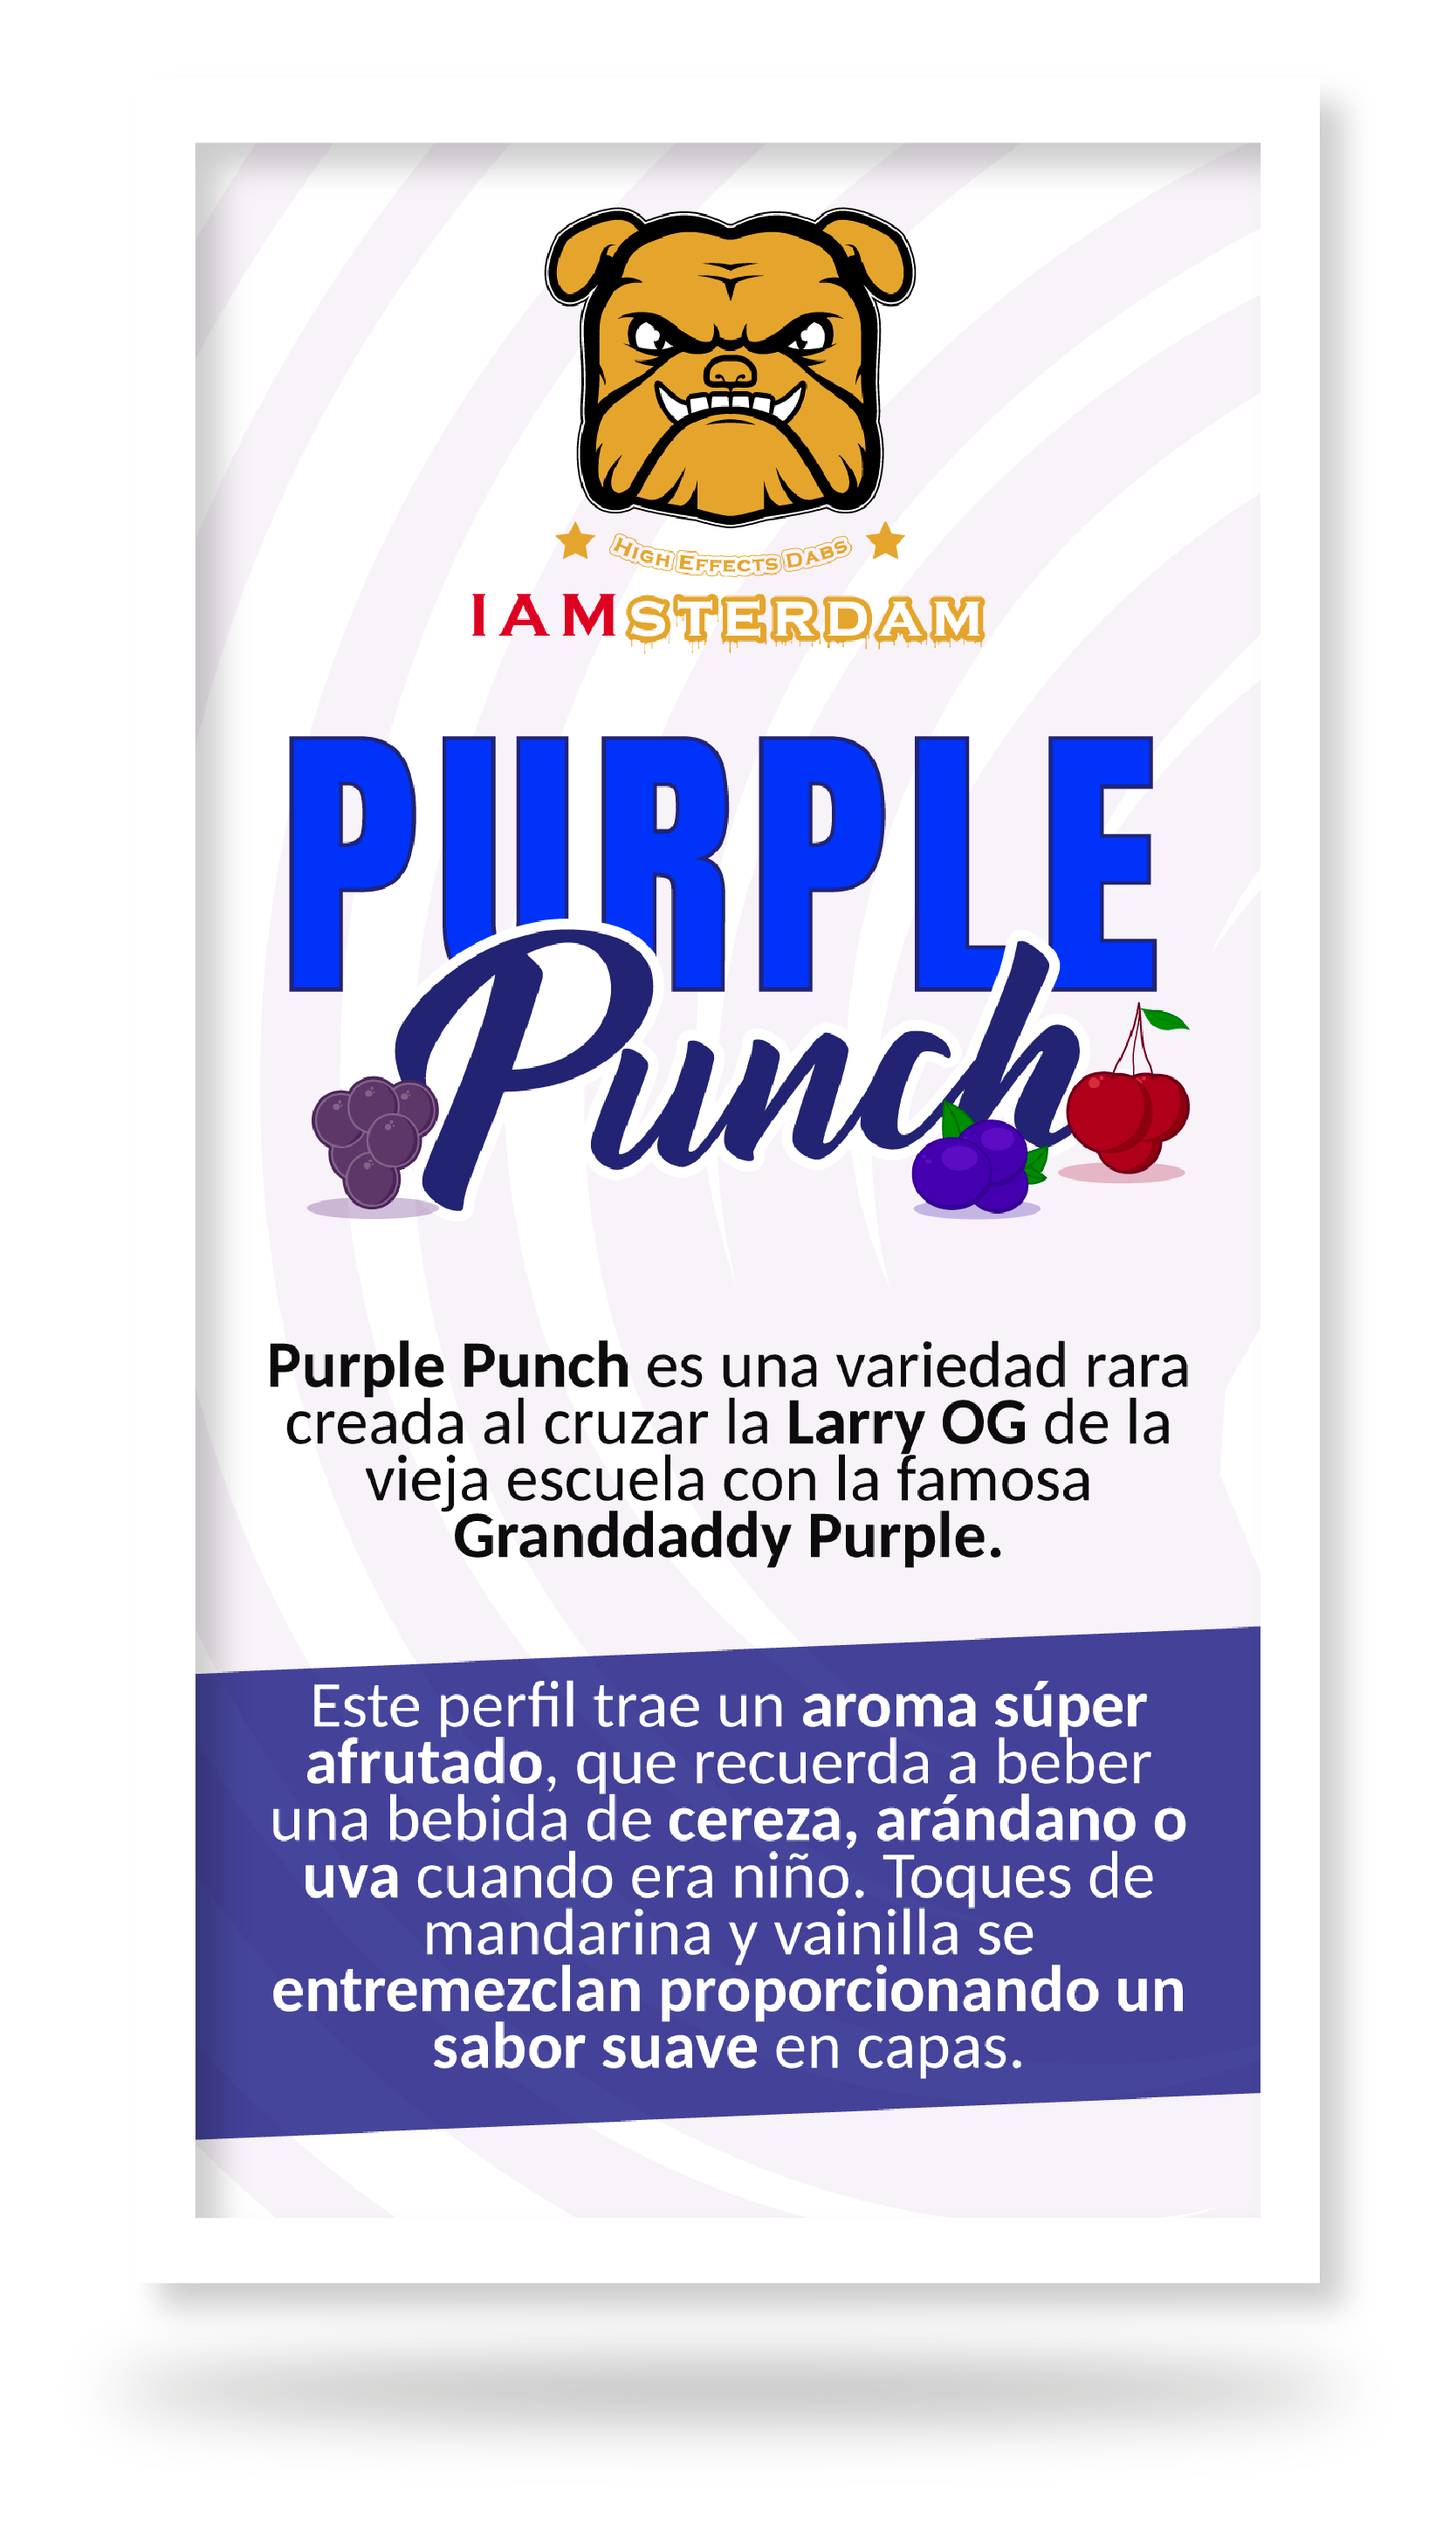 HIGH EFFECTS DABS
IAMSTERDAM
PURPLE
Punch
Purple Punch es una variedad rara
creada al cruzar la Larry OG de la
vieja escuela con la famosa
Granddaddy Purple.
Este perfil trae un aroma súper
afrutado, que recuerda a beber
una bebida de cereza, arándano o
uva cuando era niño. Toques de
mandarina y vainilla se
entremezclan proporcionando un
sabor suave en capas.